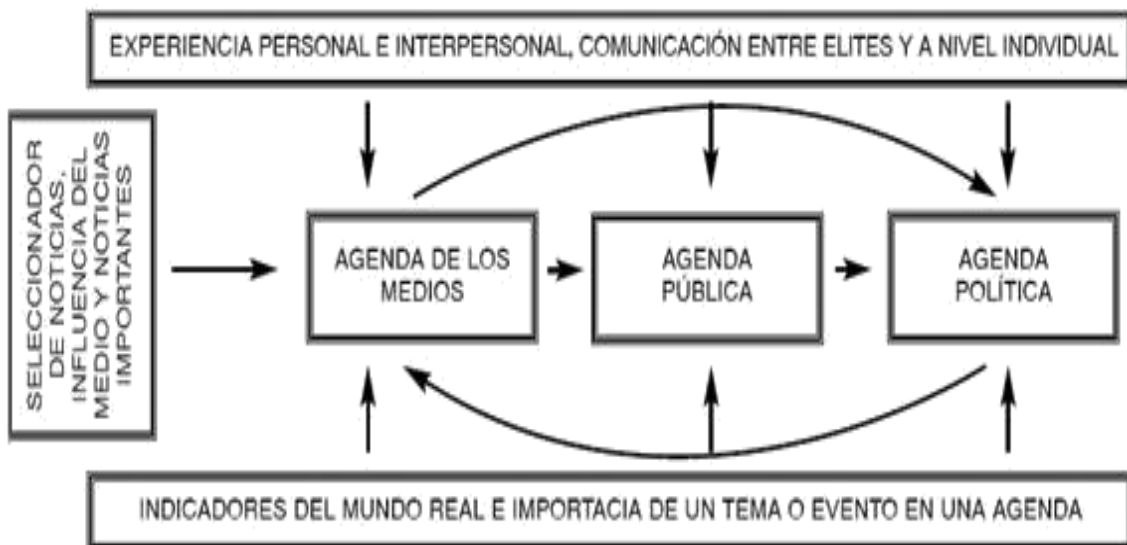 EXPERIENCIA PERSONAL E INTERPERSONAL, COMUNICACIÓN ENTRE ELITES Y A NIVEL INDIVIDUAL
SELECCIONADOR
DE NOTICIAS,
INFLUENCIA DEL
MEDIO Y NOTICIAS
IMPORTANTES
AGENDA DE LOS
MEDIOS
AGENDA
PÚBLICA
AGENDA
POLÍTICA
INDICADORES DEL MUNDO REAL E IMPORTACIA DE UN TEMA O EVENTO EN UNA AGENDA